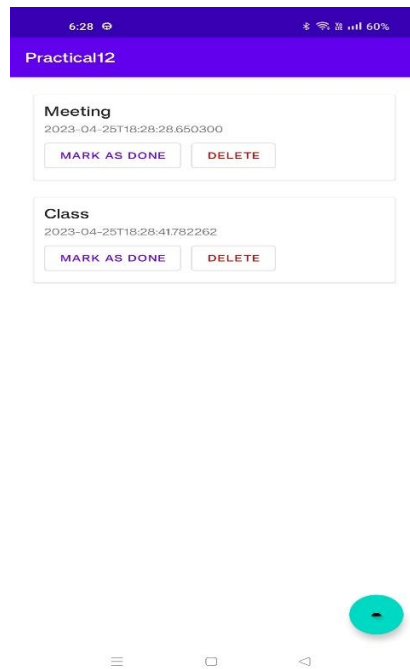 6:28 60%
Practical12
Meeting
2023-04-25T18:28:28.650300
MARK AS DONE DELETE
Class
2023-04-25T18:28:41.782262
MARK AS DONE DELETE